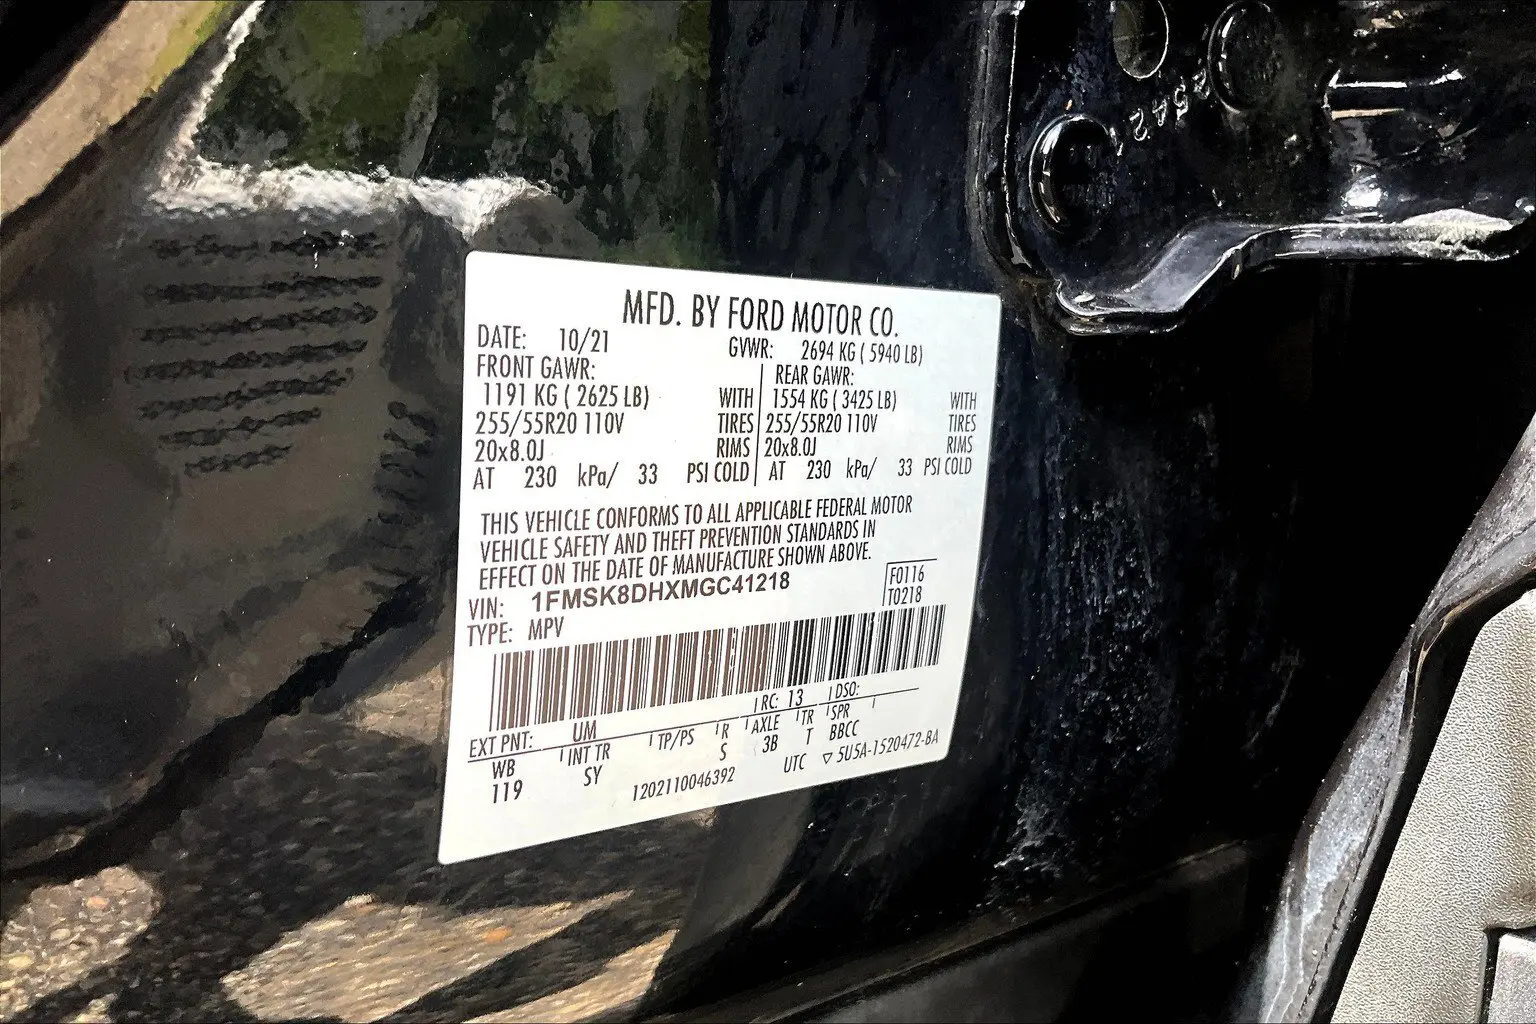 MFD. BY FORD MOTOR CO.
DATE: 10/21 GVWR: 2694 KG ( 5940 LB)
FRONT GAWR: REAR GAWR:
1191 KG ( 2625 LB) WITH 1554 KG ( 3425 LB) WITH
255/55R20 110V TIRES 255/55R20 110V TIRES
20x8.0J RIMS 20x8.0J RIMS
AT 230 kPa/ 33 PSI COLD AT 230 kPa/ 33 PSI COLD
THIS VEHICLE CONFORMS TO ALL APPLICABLE FEDERAL MOTOR
VEHICLE SAFETY AND THEFT PREVENTION STANDARDS IN
EFFECT ON THE DATE OF MANUFACTURE SHOWN ABOVE.
VIN: 1FMSK8DHXMGC41218 F0116
TYPE: MPV T0218
EXT PNT: UM RC: 13 DSO:
WB INT TR TP/PS R AXLE TR SPR
119 SY S 3B T BBCC
1202110046392 UTC ▽ 5U5A-1520472-BA